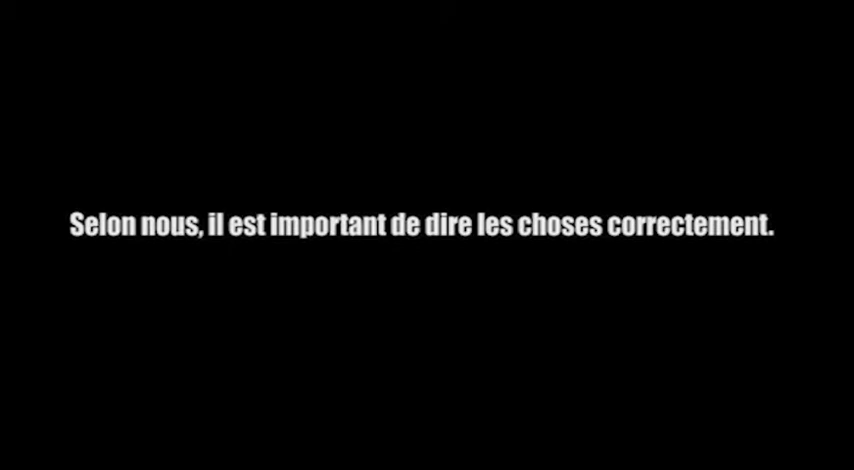 Selon nous, il est important de dire les choses correctement.